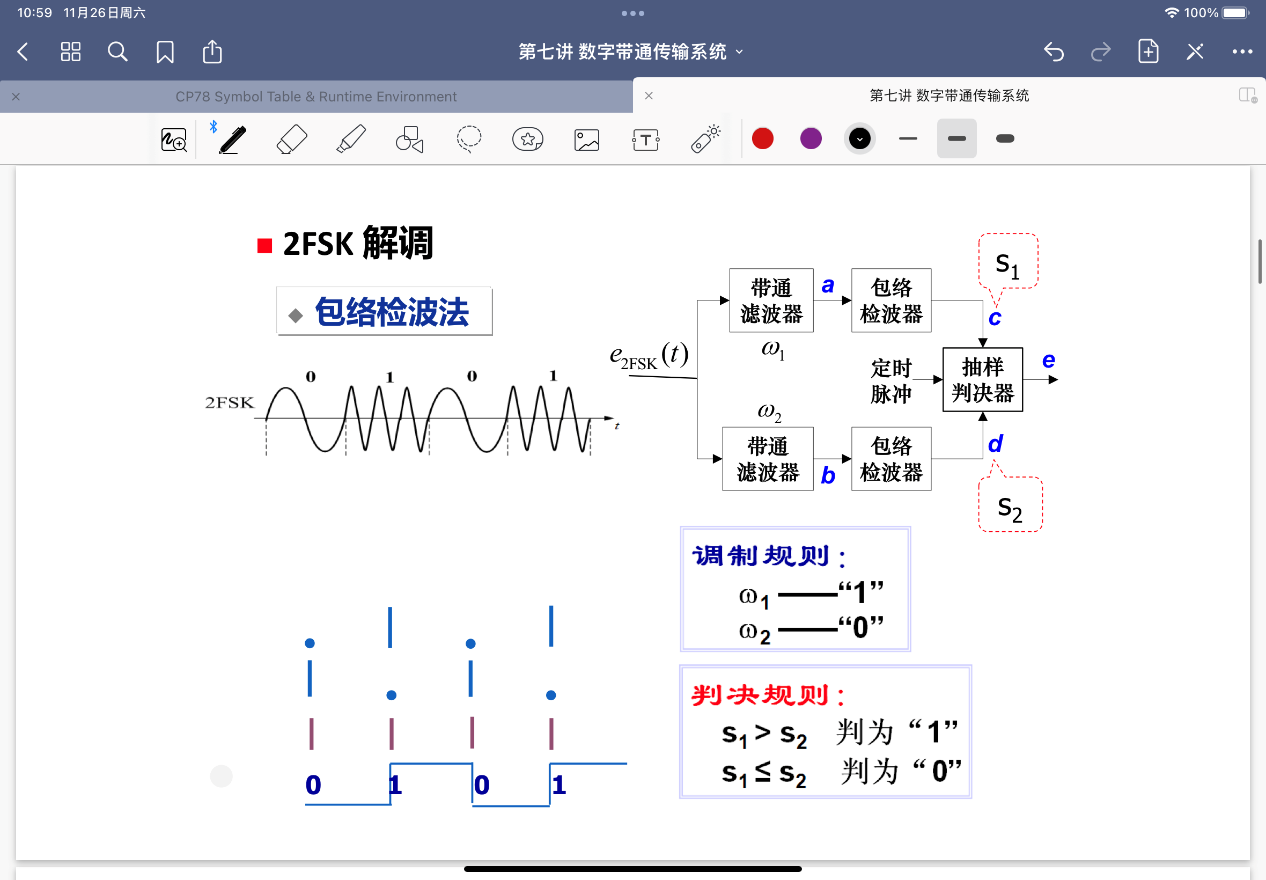 10:59 11月26日周六
100%
第七讲 数字带通传输系统
CP78 Symbol Table & Runtime Environment
第七讲 数字带通传输系统
2FSK 解调
包络检波法
2FSK
0 1 0 1
t
e2FSK(t)
带通
滤波器
ω1
a
包络
检波器
s1
c
定时
脉冲
抽样
判决器
e
ω2
带通
滤波器
b
包络
检波器
d
s2
调制规则：
ω1 ——“1”
ω2 ——“0”
判决规则：
s1 > s2 判为“1”
s1 ≤ s2 判为“0”
0 1 0 1